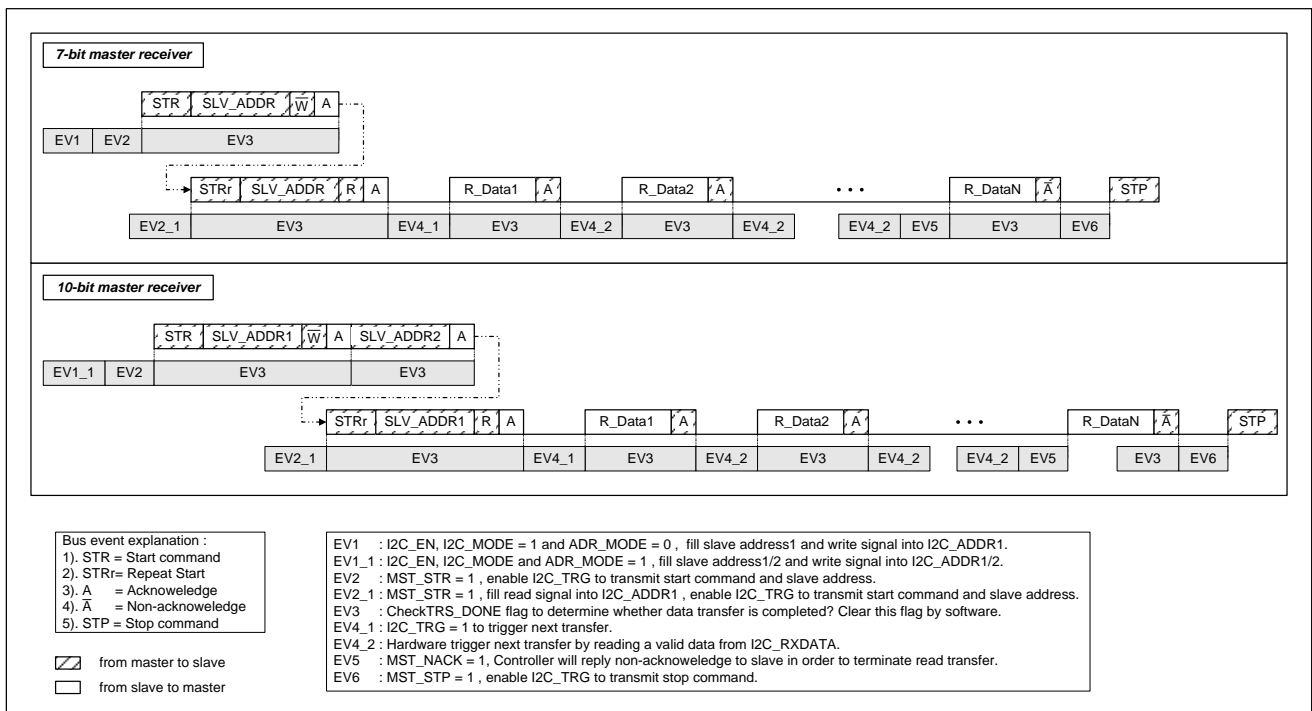 7-bit master receiver
STR SLV_ADDR W̅ A
EV1 EV2 EV3
STRr SLV_ADDR R A R_Data1 A R_Data2 A • • • R_DataN A̅ STP
EV2_1 EV3 EV4_1 EV3 EV4_2 EV3 EV4_2 EV4_2 EV5 EV3 EV6
10-bit master receiver
STR SLV_ADDR1 W̅ A SLV_ADDR2 A
EV1_1 EV2 EV3 EV3
STRr SLV_ADDR1 R A R_Data1 A R_Data2 A • • • R_DataN A̅ STP
EV2_1 EV3 EV4_1 EV3 EV4_2 EV3 EV4_2 EV4_2 EV5 EV3 EV6
Bus event explanation :
1). STR = Start command
2). STRr= Repeat Start
3). A = Acknoweledge
4). A̅ = Non-acknoweledge
5). STP = Stop command
from master to slave
from slave to master
EV1 : I2C_EN, I2C_MODE = 1 and ADR_MODE = 0 , fill slave address1 and write signal into I2C_ADDR1.
EV1_1 : I2C_EN, I2C_MODE and ADR_MODE = 1 , fill slave address1/2 and write signal into I2C_ADDR1/2.
EV2 : MST_STR = 1 , enable I2C_TRG to transmit start command and slave address.
EV2_1 : MST_STR = 1 , fill read signal into I2C_ADDR1 , enable I2C_TRG to transmit start command and slave address.
EV3 : CheckTRS_DONE flag to determine whether data transfer is completed? Clear this flag by software.
EV4_1 : I2C_TRG = 1 to trigger next transfer.
EV4_2 : Hardware trigger next transfer by reading a valid data from I2C_RXDATA.
EV5 : MST_NACK = 1, Controller will reply non-acknoweledge to slave in order to terminate read transfer.
EV6 : MST_STP = 1 , enable I2C_TRG to transmit stop command.